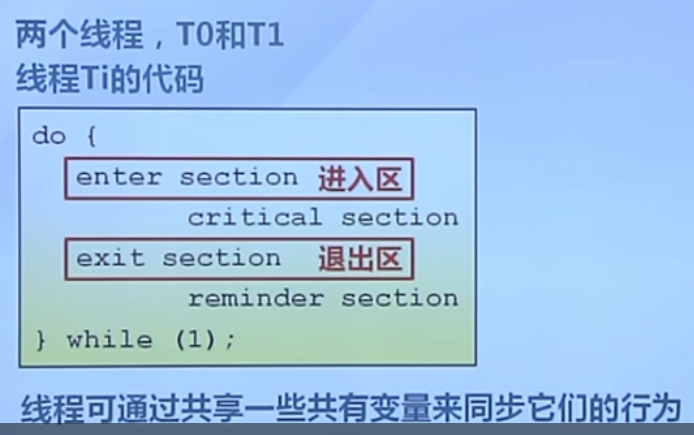 两个线程，T0和T1
线程Ti的代码
do {
enter section 进入区
critical section
exit section 退出区
reminder section
} while (1);
线程可通过共享一些共有变量来同步它们的行为